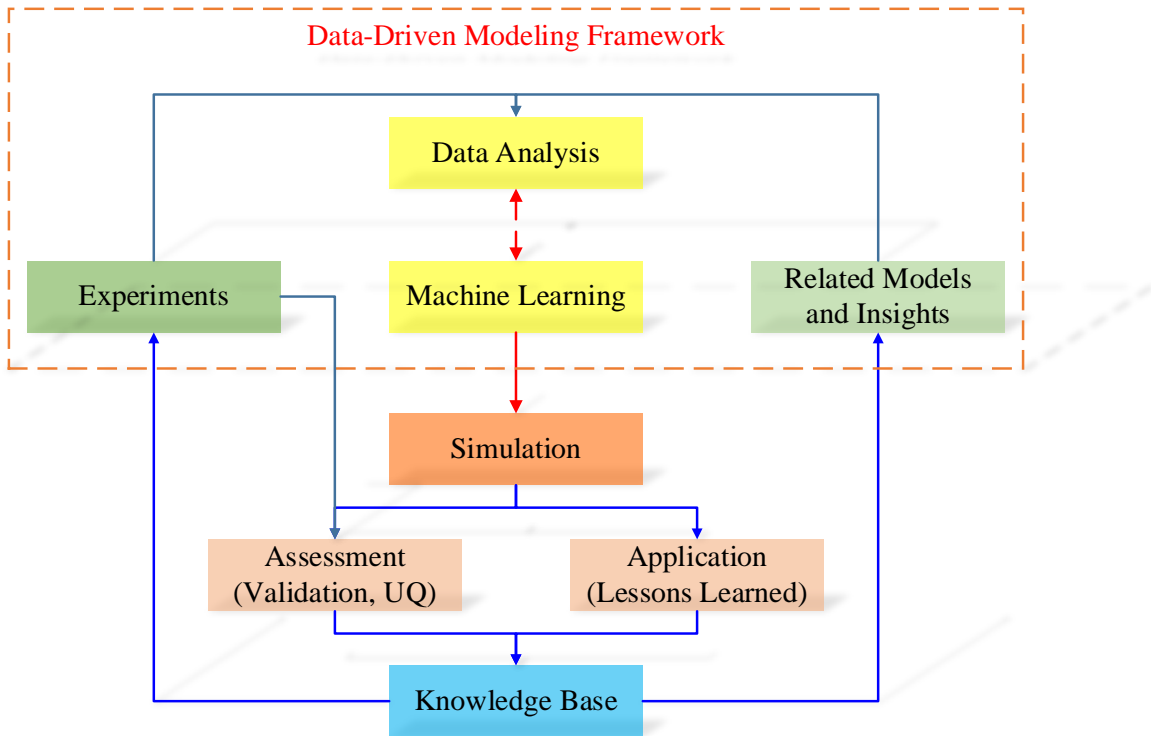 Data-Driven Modeling Framework
Data Analysis
Experiments
Machine Learning
Related Models
and Insights
Simulation
Assessment
(Validation, UQ)
Application
(Lessons Learned)
Knowledge Base